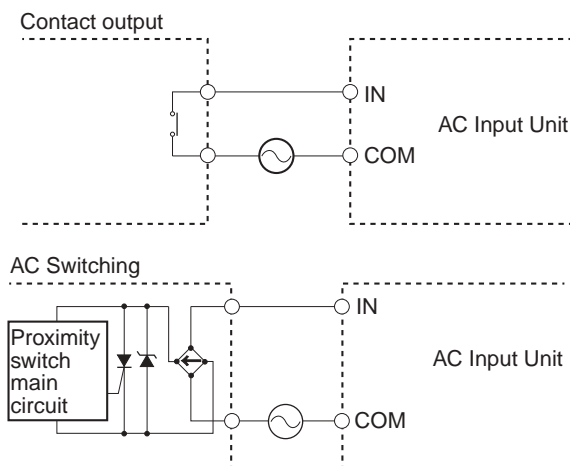 Contact output
IN
AC Input Unit
COM
AC Switching
IN
Proximity
switch
main
circuit
AC Input Unit
COM